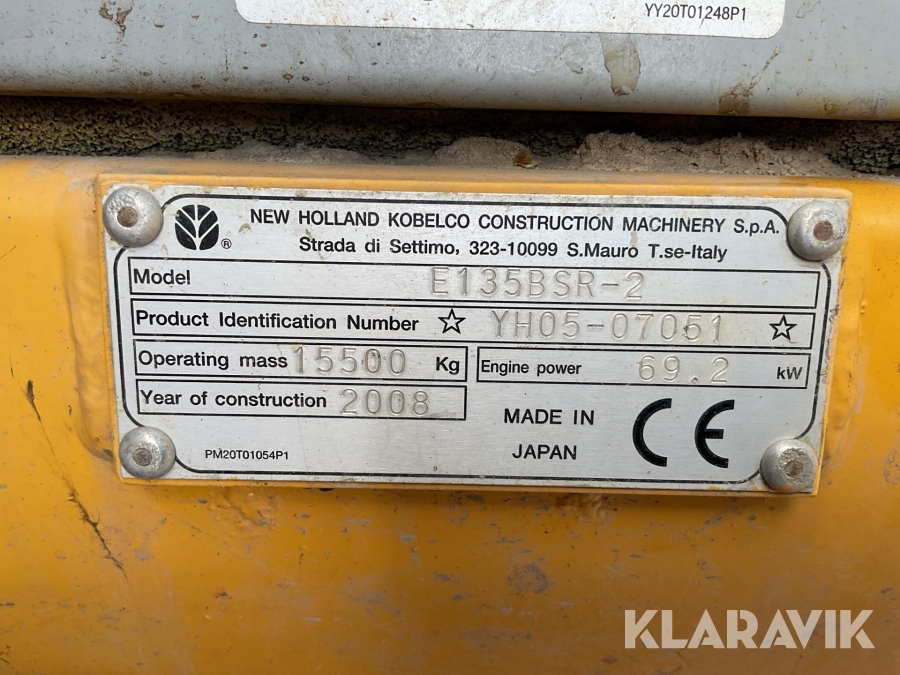 YY20T01248P1
NEW HOLLAND KOBELCO CONSTRUCTION MACHINERY S.p.A.
®
Strada di Settimo, 323-10099 S.Mauro T.se-Italy
Model E135BSR-2
Product Identification Number ☆ YH05-07051 ☆
Operating mass 15500 Kg
Engine power 69.2 kW
Year of construction 2008
MADE IN
JAPAN
CE
PM20T01054P1
KLARAVIK